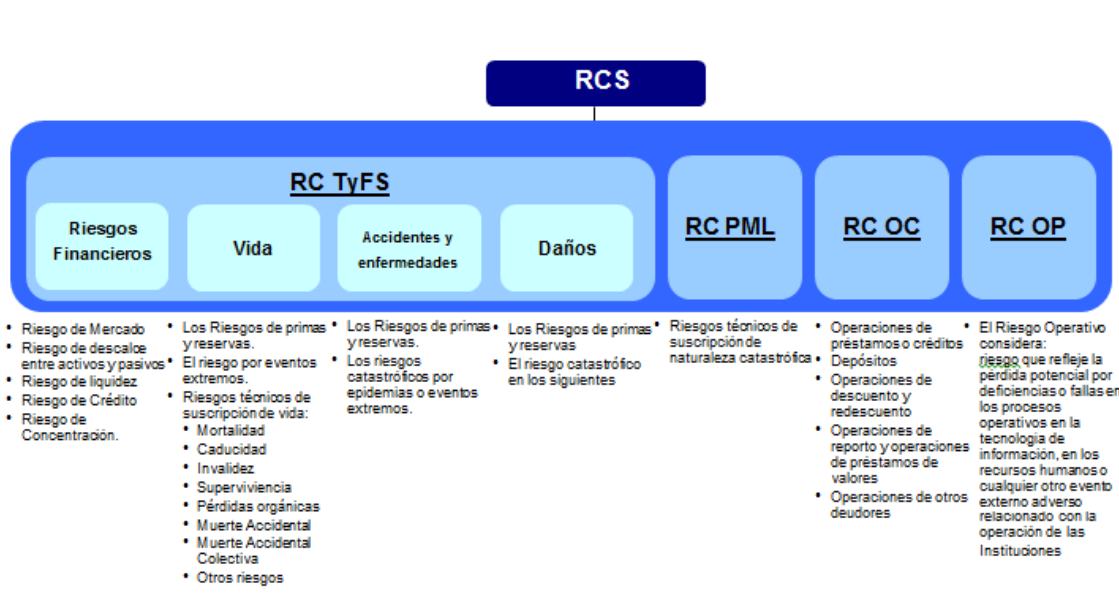 RCS
RC TyFS
Riesgos
Financieros
Vida
Accidentes y
enfermedades
Daños
RC PML
RC OC
RC OP
• Riesgo de Mercado
• Riesgo de descalce
entre activos y pasivos
• Riesgo de liquidez
• Riesgo de Crédito
• Riesgo de
Concentración.
• Los Riesgos de primas
y reservas.
• El riesgo por eventos
extremos.
• Riesgos técnicos de
suscripción de vida:
• Mortalidad
• Caducidad
• Invalidez
• Superviviencia
• Pérdidas orgánicas
• Muerte Accidental
• Muerte Accidental
Colectiva
• Otros riesgos
• Los Riesgos de primas
y reservas.
• Los riesgos
catastróficos por
epidemias o eventos
extremos.
• Los Riesgos de primas
y reservas
• El riesgo catastrófico
en los siguientes
• Riesgos técnicos de
suscripción de
naturaleza catastrófica
• Operaciones de
préstamos o créditos
• Depósitos
• Operaciones de
descuento y
redescuento
• Operaciones de
reporto y operaciones
de préstamos de
valores
• Operaciones de otros
deudores
• El Riesgo Operativo
considera:
riesgo que refleje la
pérdida potencial por
deficiencias o fallas en
los procesos
operativos en la
tecnología de
información, en los
recursos humanos o
cualquier otro evento
externo adverso
relacionado con la
operación de las
Instituciones